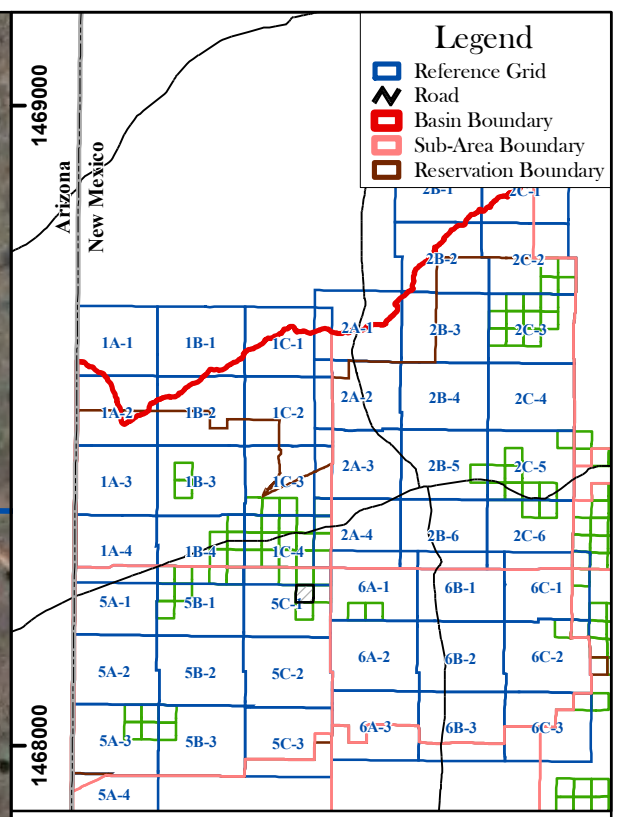 Legend
Reference Grid
Road
Basin Boundary
Sub-Area Boundary
Reservation Boundary
1469000
1468000
Arizona
New Mexico
2B-1 2C-1
2B-2 2C-2
1A-1 1B-1 1C-1 2A-1 2B-3 2C-3
1A-2 1B-2 1C-2 2A-2 2B-4 2C-4
1A-3 1B-3 1C-3 2A-3 2B-5 2C-5
1A-4 1B-4 1C-4 2A-4 2B-6 2C-6
5A-1 5B-1 5C-1 6A-1 6B-1 6C-1
5A-2 5B-2 5C-2 6A-2 6B-2 6C-2
5A-3 5B-3 5C-3 6A-3 6B-3 6C-3
5A-4